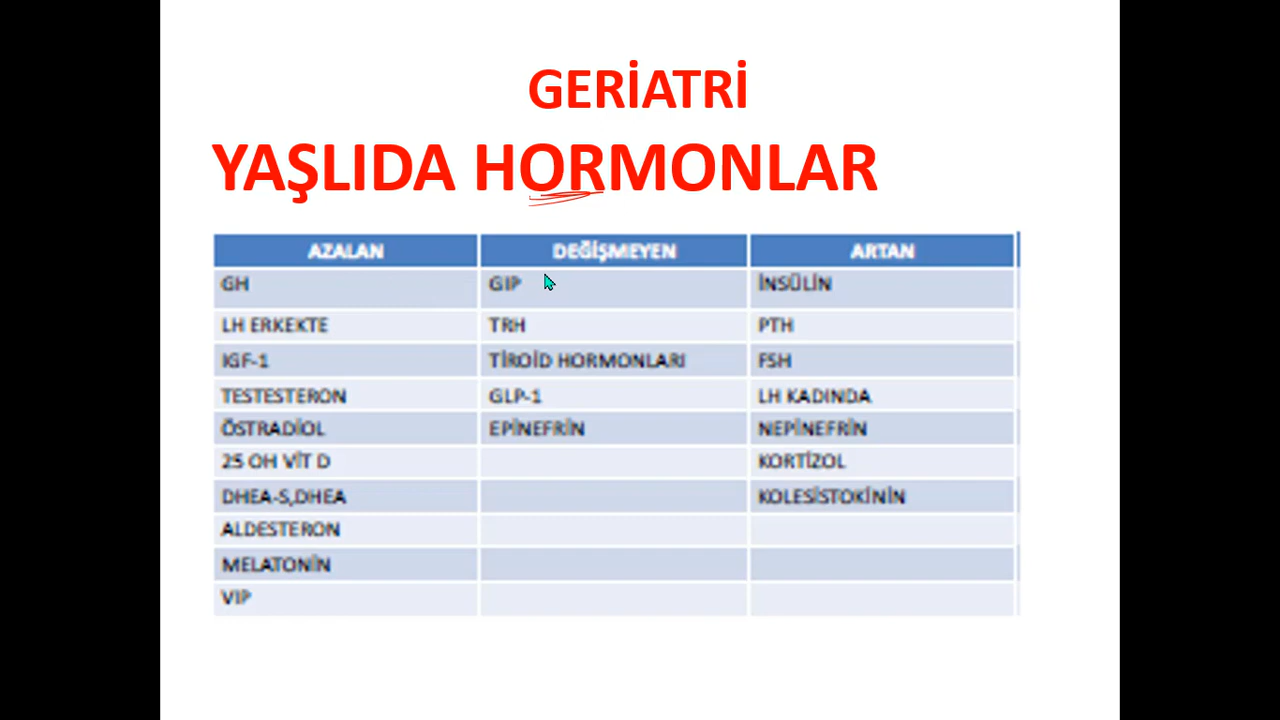 GERİATRİ
YAŞLIDA HORMONLAR
AZALAN DEĞİŞMEYEN ARTAN
GH GIP İNSÜLİN
LH ERKEKTE TRH PTH
IGF-1 TİROİD HORMONLARI FSH
TESTESTERON GLP-1 LH KADINDA
ÖSTRADİOL EPİNEFRİN NEPİNEFRİN
25 OH VİT D KORTİZOL
DHEA-S,DHEA KOLESİSTOKİNİN
ALDESTERON
MELATONİN
VIP